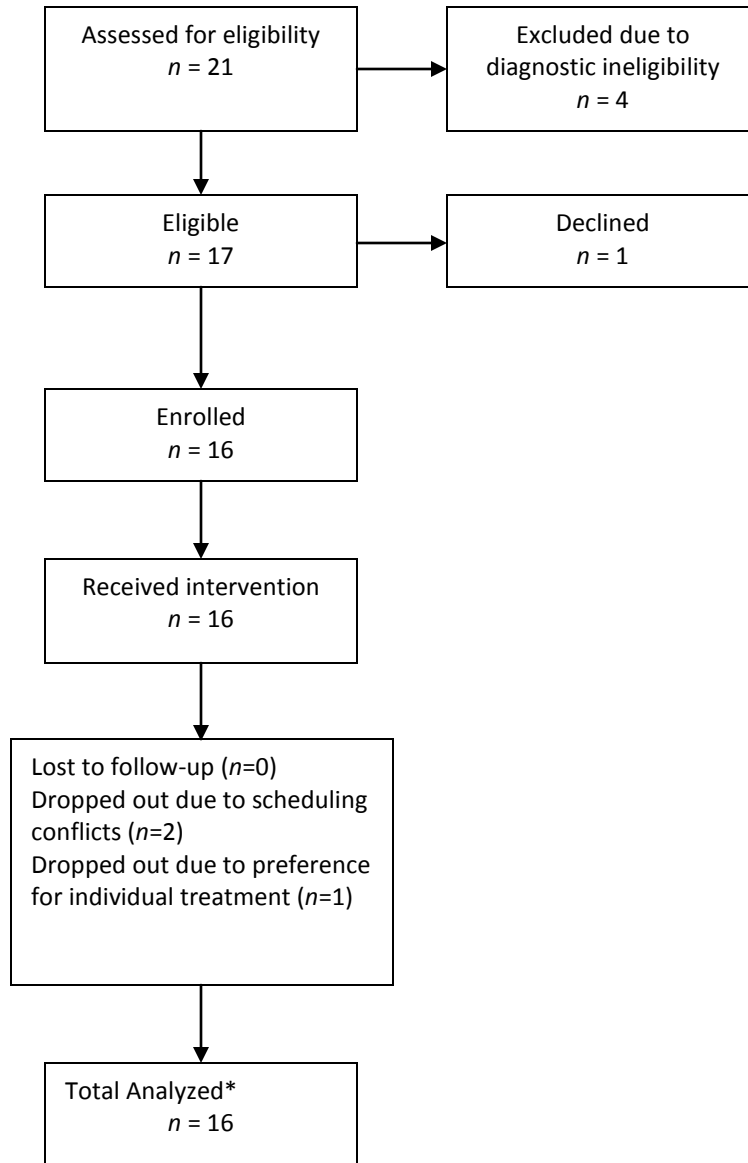 Assessed for eligibility
n = 21
Excluded due to
diagnostic ineligibility
n = 4
Eligible
n = 17
Declined
n = 1
Enrolled
n = 16
Received intervention
n = 16
Lost to follow-up (n=0)
Dropped out due to scheduling
conflicts (n=2)
Dropped out due to preference
for individual treatment (n=1)
Total Analyzed*
n = 16